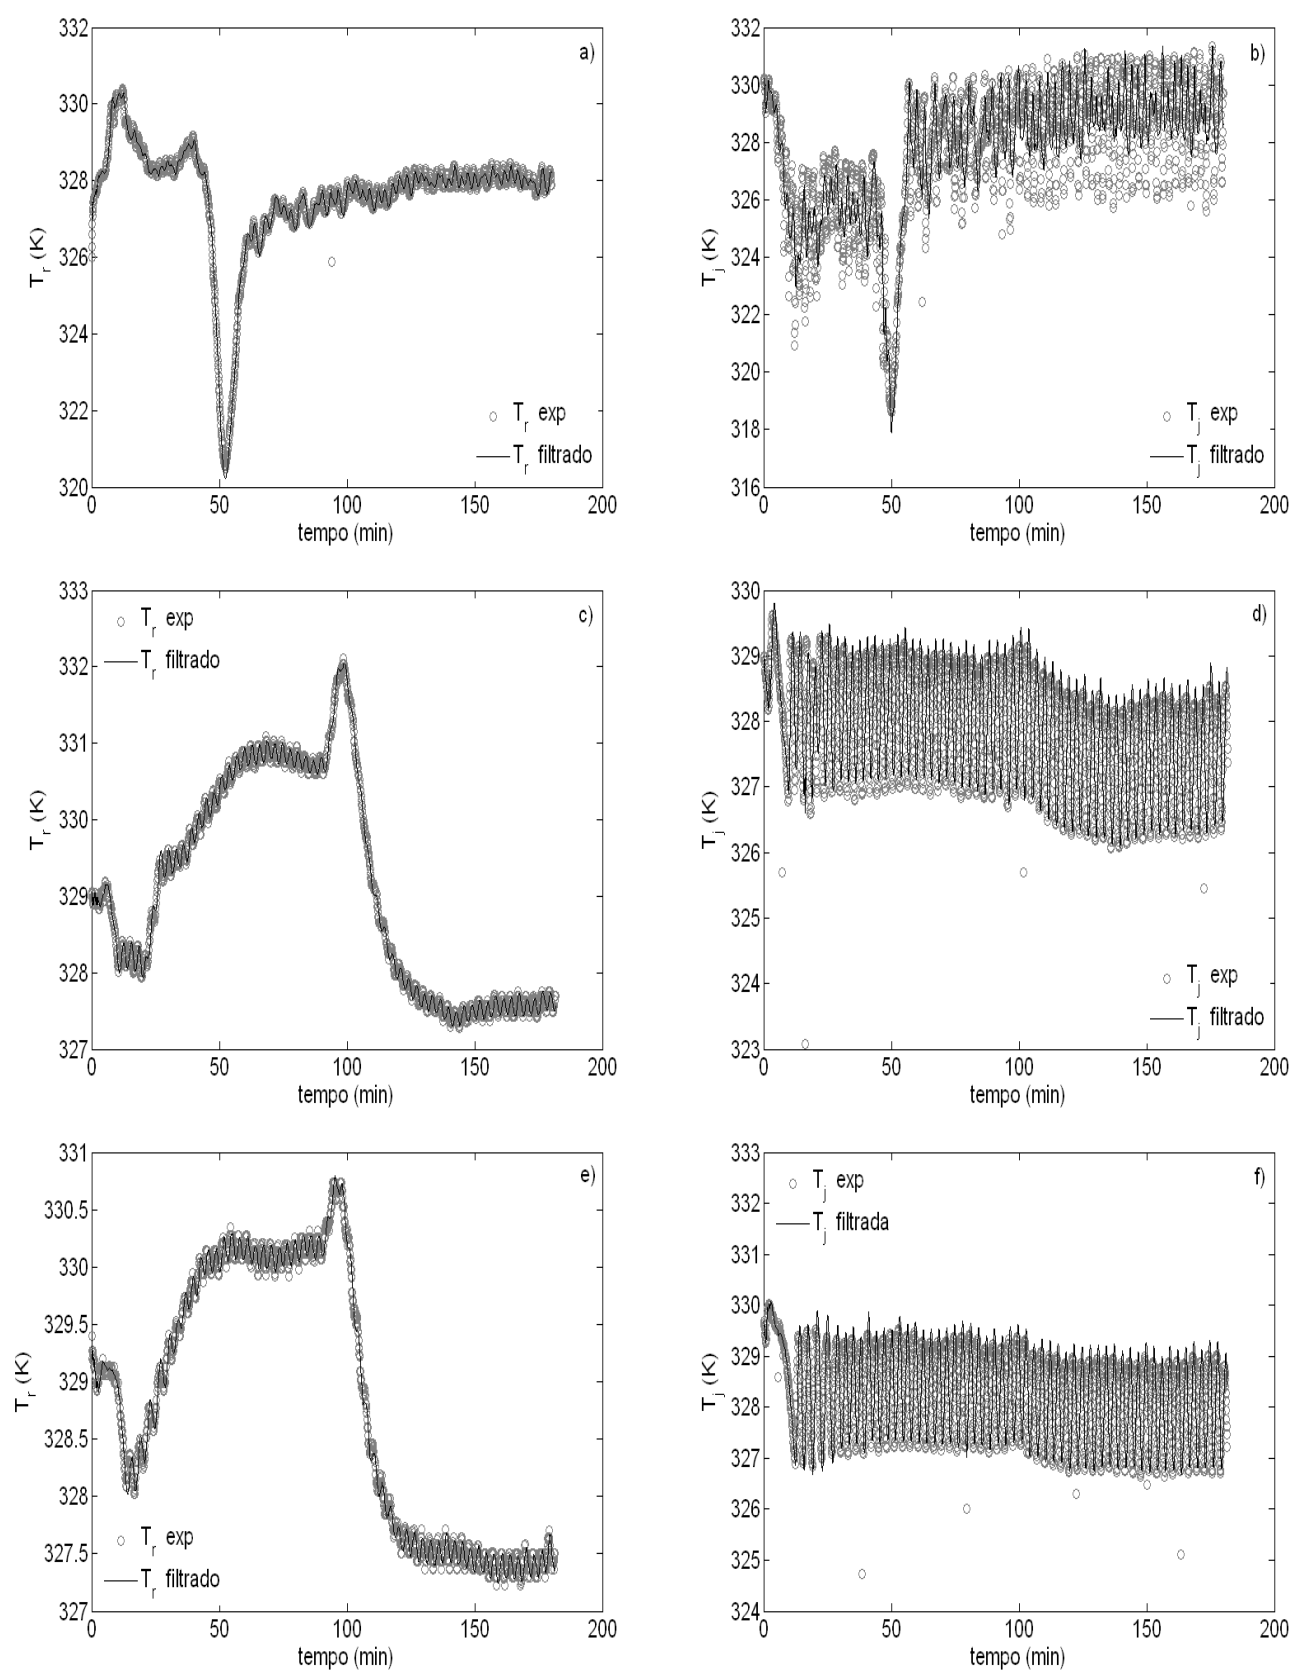 a)
332
330
328
326
324
322
320
T_r (K)
T_r exp
T_r filtrado
0 50 100 150 200
tempo (min)
b)
332
330
328
326
324
322
320
318
316
T_j (K)
T_j exp
T_j filtrado
0 50 100 150 200
tempo (min)
c)
333
332
331
330
329
328
327
T_r (K)
T_r exp
T_r filtrado
0 50 100 150 200
tempo (min)
d)
330
329
328
327
326
325
324
323
T_j (K)
T_j exp
T_j filtrado
0 50 100 150 200
tempo (min)
e)
331
330.5
330
329.5
329
328.5
328
327.5
327
T_r (K)
T_r exp
T_r filtrado
0 50 100 150 200
tempo (min)
f)
333
332
331
330
329
328
327
326
325
324
T_j (K)
T_j exp
T_j filtrada
0 50 100 150 200
tempo (min)